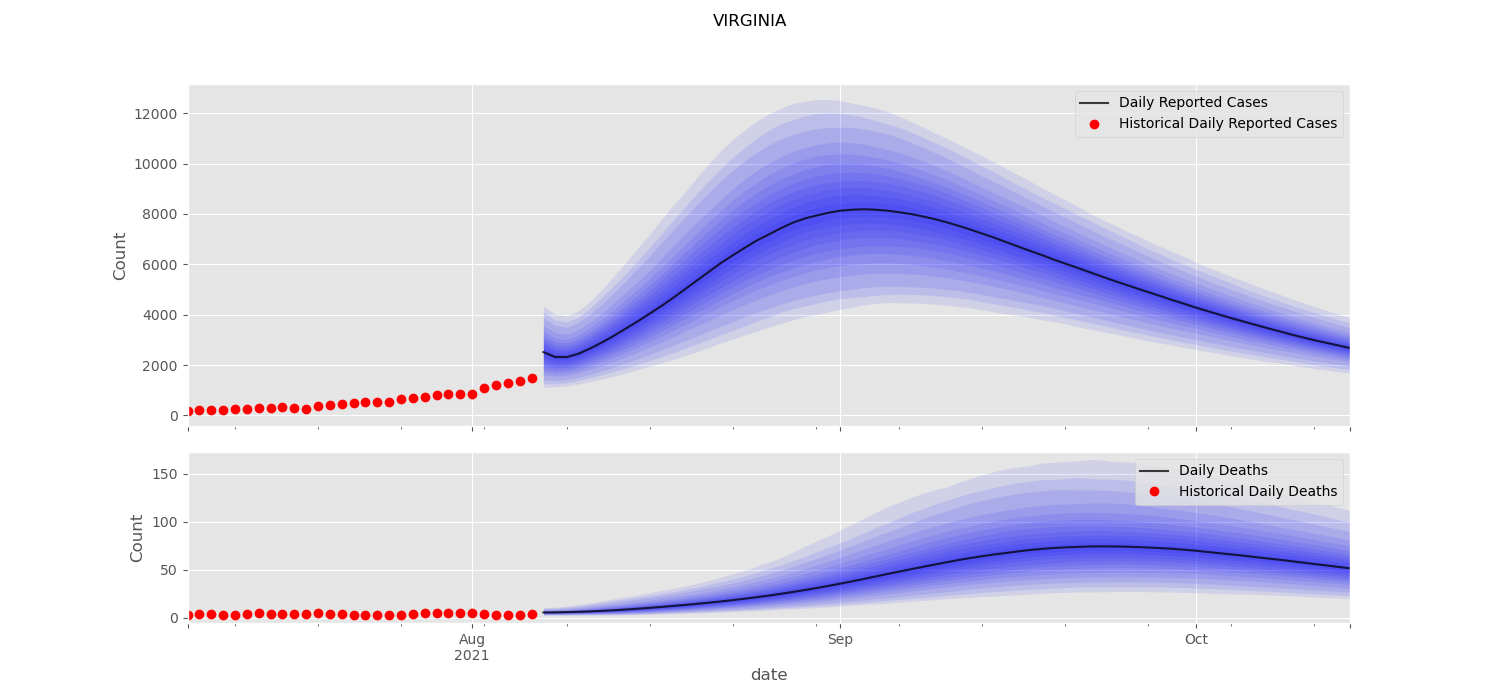 VIRGINIA
12000
10000
8000
6000
4000
2000
0
Count
Daily Reported Cases
Historical Daily Reported Cases
150
100
50
0
Count
Daily Deaths
Historical Daily Deaths
Aug
2021
Sep
Oct
date